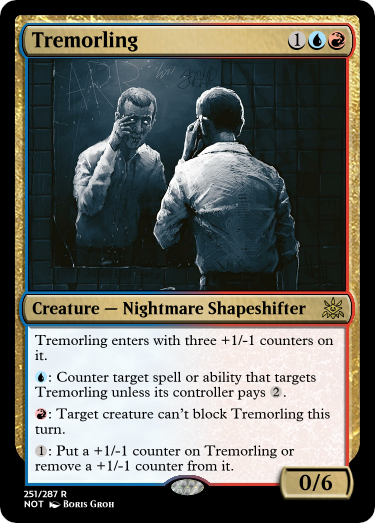 Tremorling 1
Creature — Nightmare Shapeshifter
Tremorling enters with three +1/-1 counters on
it.
: Counter target spell or ability that targets
Tremorling unless its controller pays 2.
: Target creature can't block Tremorling this
turn.
1: Put a +1/-1 counter on Tremorling or
remove a +1/-1 counter from it.
0/6
251/287 R
NOT Boris Groh